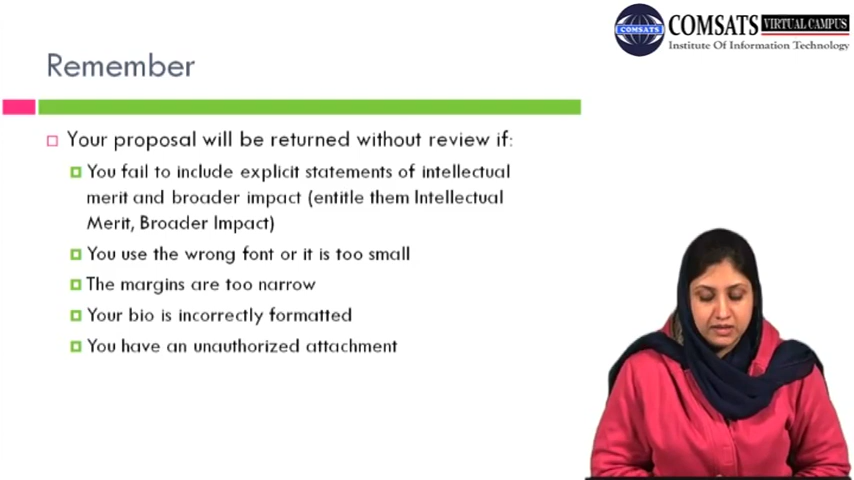 COMSATS
COMSATS VIRTUAL CAMPUS
Institute Of Information Technology
Remember
Your proposal will be returned without review if:
You fail to include explicit statements of intellectual
merit and broader impact (entitle them Intellectual
Merit, Broader Impact)
You use the wrong font or it is too small
The margins are too narrow
Your bio is incorrectly formatted
You have an unauthorized attachment